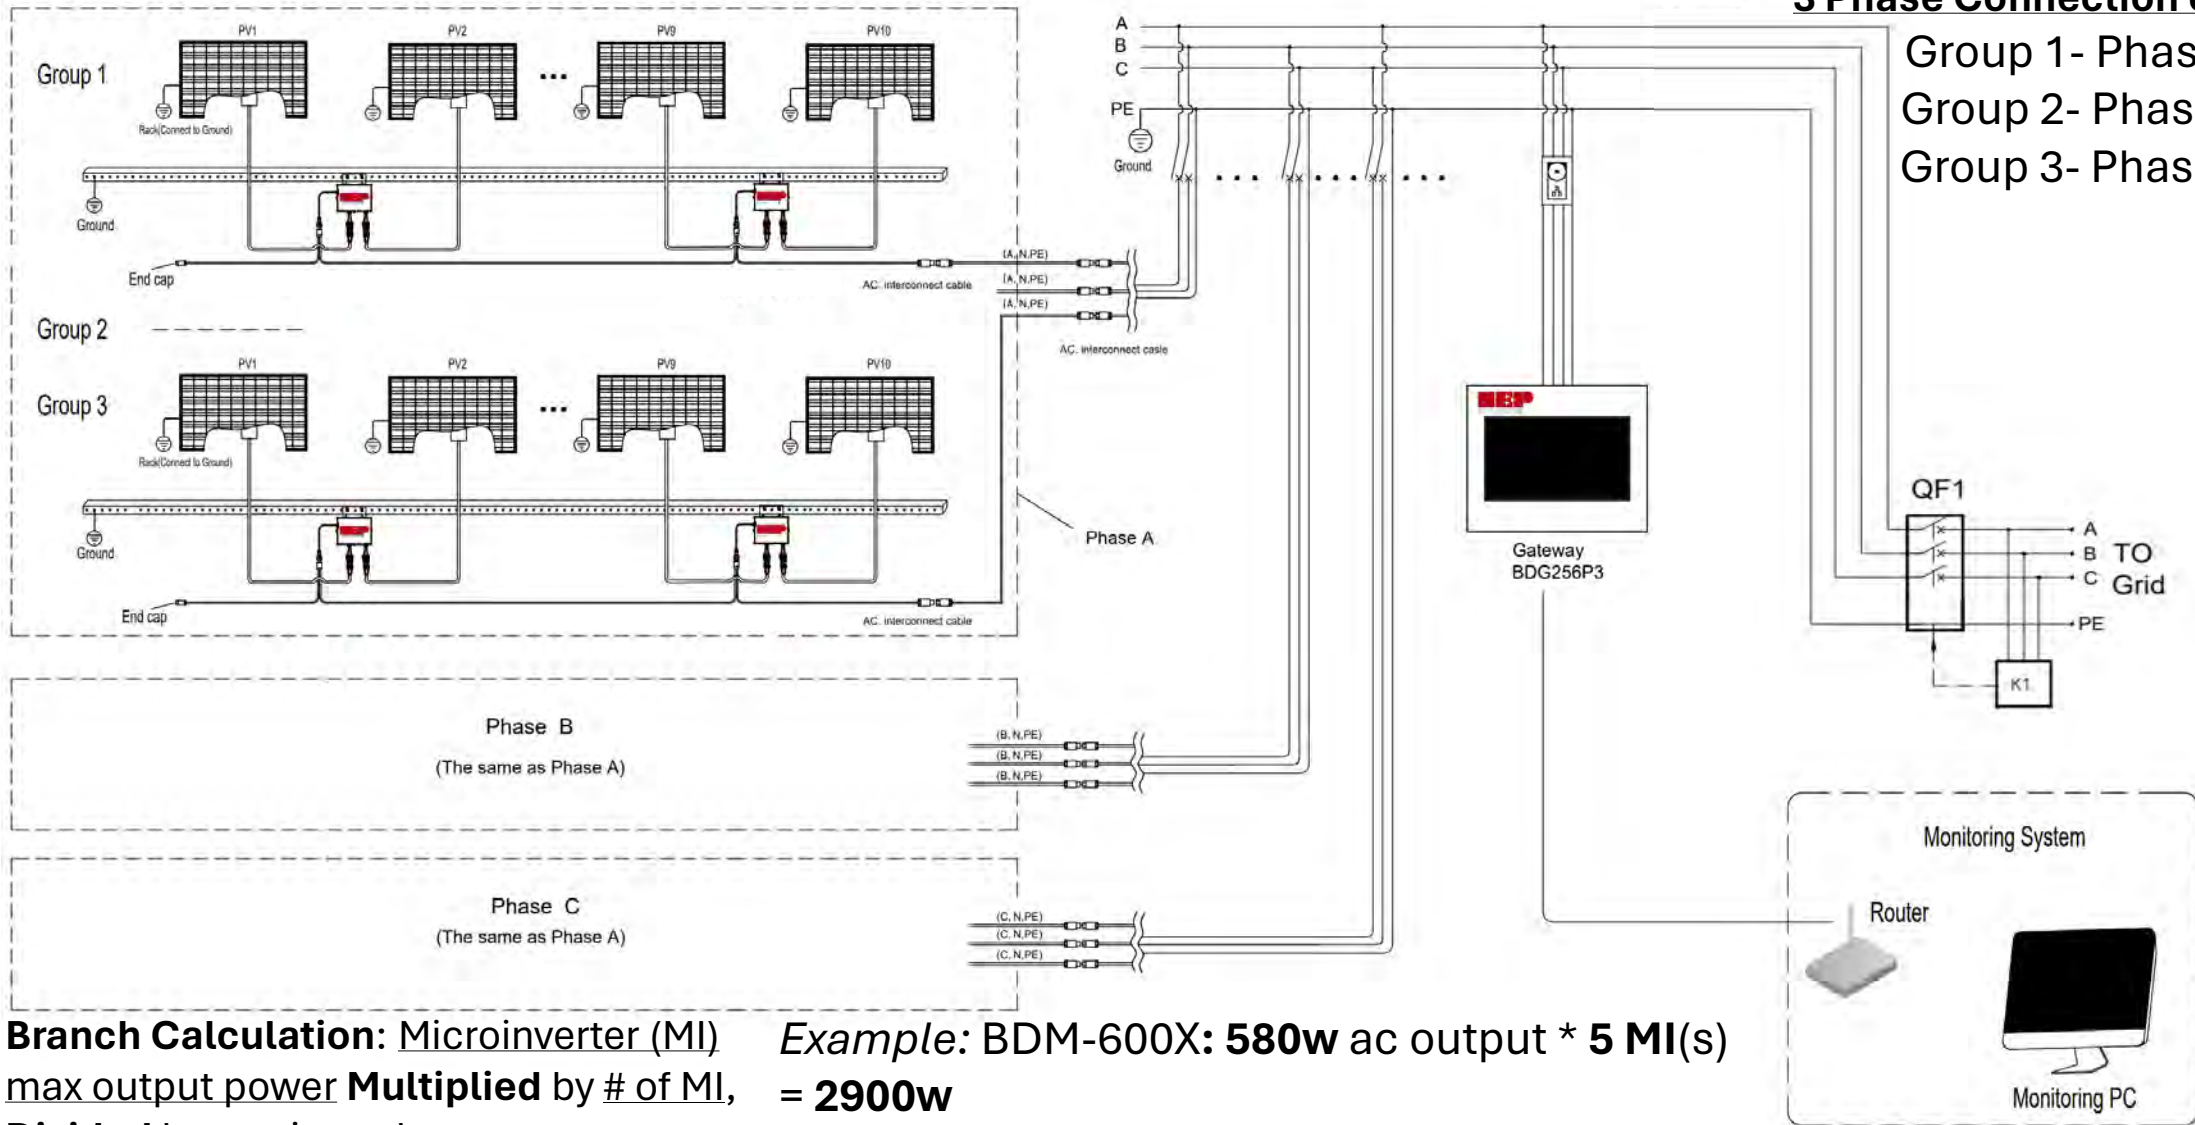 3 Phase Connection
Group 1- Phas
Group 2- Phas
Group 3- Phas
A
B
C
PE
Ground
Group 1
PV1
PV2
PV9
PV10
Rack(Connect to Ground)
Ground
End cap
AC. interconnect cable
(A, N,PE)
(A, N,PE)
(A, N,PE)
AC. interconnect casle
Group 2
Group 3
PV1
PV2
PV9
PV10
Rack(Connect to Ground)
Ground
End cap
AC. interconnect cable
Phase A
NEP
Gateway
BDG256P3
QF1
A
B
C
TO
Grid
PE
K1
Phase B
(The same as Phase A)
(B, N,PE)
(B, N,PE)
(B, N,PE)
Phase C
(The same as Phase A)
(C, N,PE)
(C, N,PE)
(C, N,PE)
Monitoring System
Router
Monitoring PC
Branch Calculation: Microinverter (MI)
max output power Multiplied by # of MI,
Example: BDM-600X: 580w ac output * 5 MI(s)
= 2900w